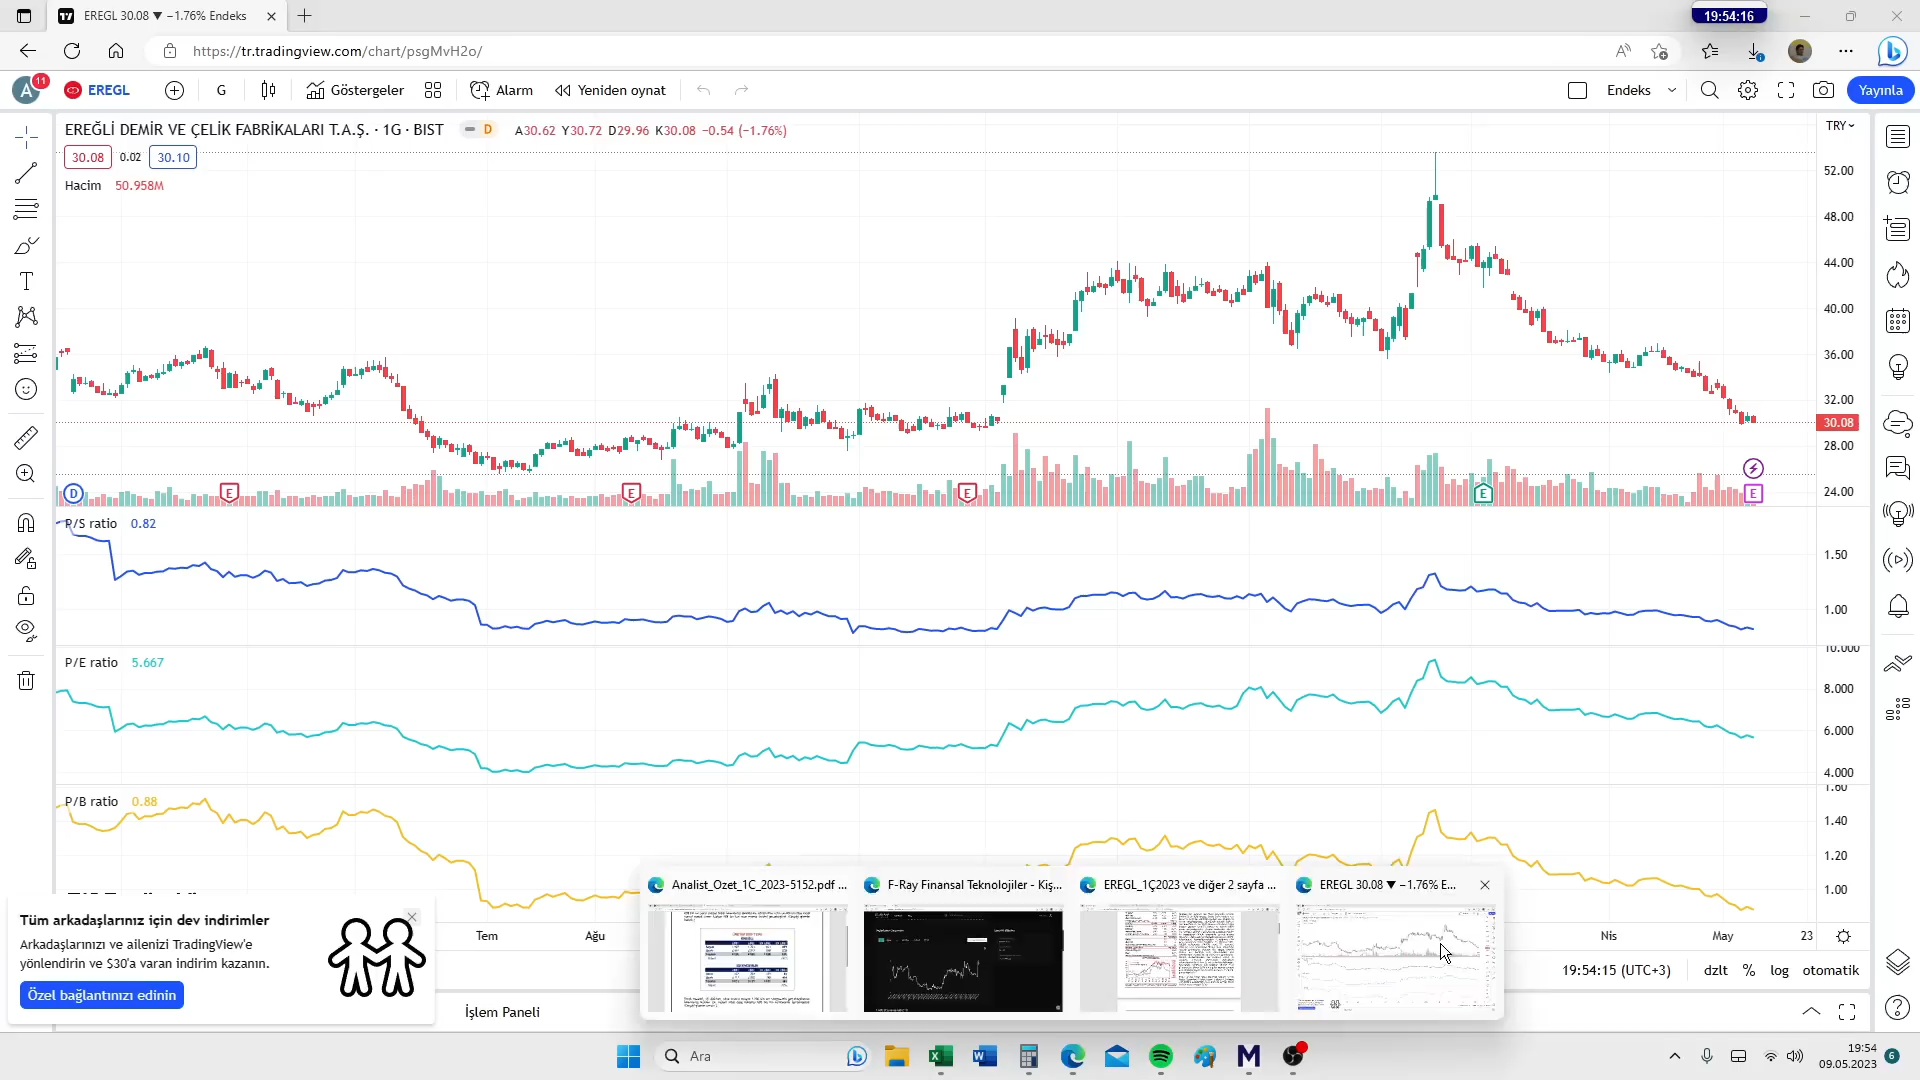 EREGL 30.08 ▼ −1.76% Endeks
19:54:16
https://tr.tradingview.com/chart/psgMvH2o/
A 11
EREGL
G
Göstergeler
Alarm
Yeniden oynat
Endeks
Yayınla
EREĞLİ DEMİR VE ÇELİK FABRİKALARI T.A.Ş. · 1G · BIST
D
A30.62 Y30.72 D29.96 K30.08 −0.54 (−1.76%)
TRY
30.08 0.02 30.10
Hacim 50.958M
52.00
48.00
44.00
40.00
36.00
32.00
30.08
28.00
24.00
D E E E E E
P/S ratio 0.82
1.50
1.00
P/E ratio 5.667
10.000
8.000
6.000
4.000
P/B ratio 0.88
1.60
1.40
1.20
1.00
Tem
Ağu
Nis
May
23
Tüm arkadaşlarınız için dev indirimler
Arkadaşlarınızı ve ailenizi TradingView'e
yönlendirin ve $30'a varan indirim kazanın.
Özel bağlantınızı edinin
Analist_Ozet_1C_2023-5152.pdf ...
F-Ray Finansal Teknolojiler - Kiş...
EREGL_1Ç2023 ve diğer 2 sayfa ...
EREGL 30.08 ▼ −1.76% E...
19:54:15 (UTC+3)
dzlt
%
log
otomatik
İşlem Paneli
Ara
19:54
09.05.2023
6